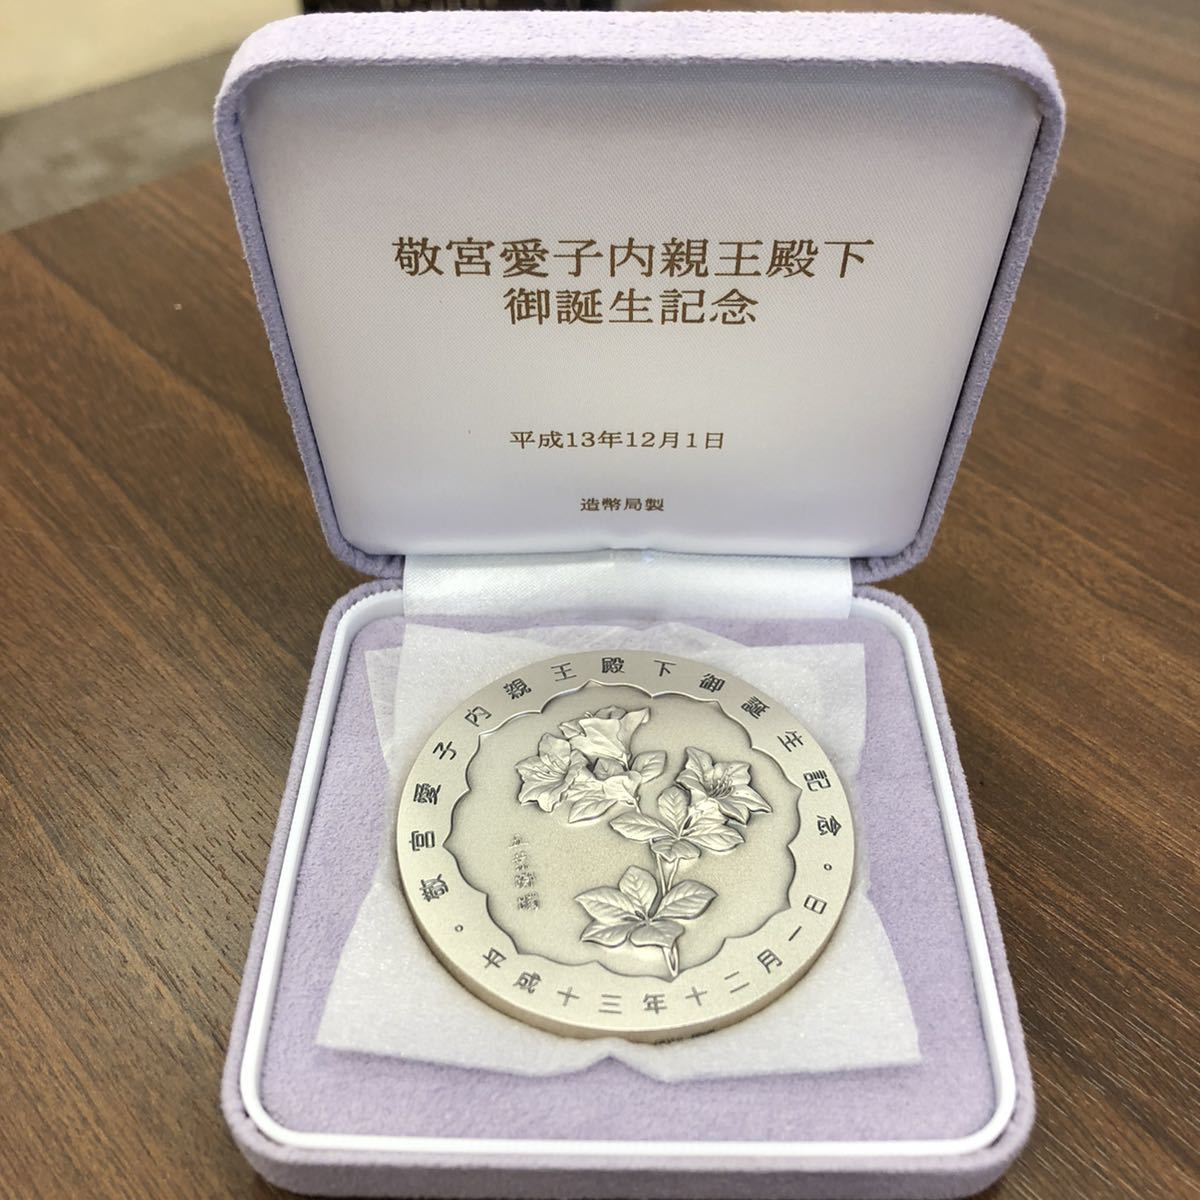 敬宮愛子内親王殿下
御誕生記念
平成13年12月1日
造幣局製
敬宮愛子内親王殿下御誕生記念・
平成十三年十二月一日・